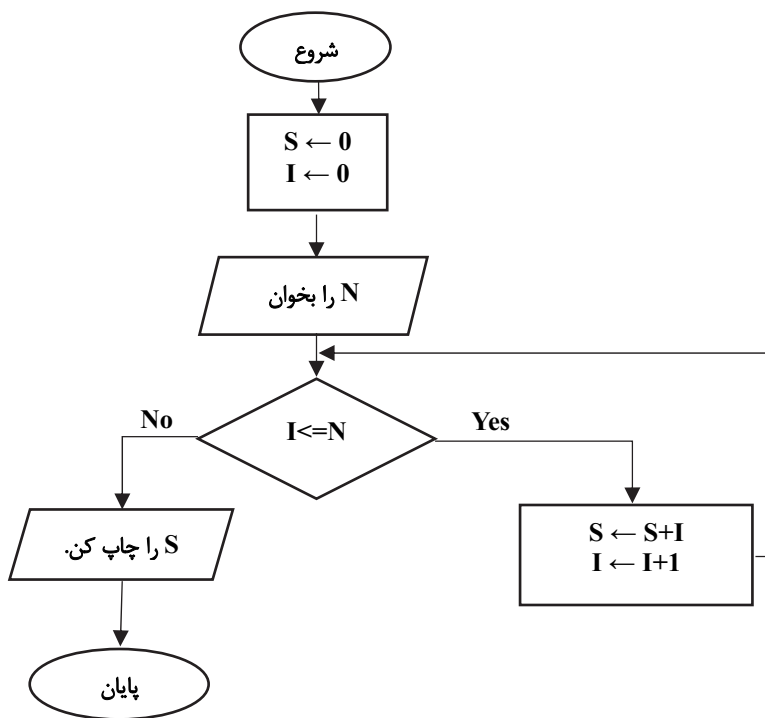 شروع
S ← 0
I ← 0
N را بخوان
I<=N
No
Yes
S ← S+I
I ← I+1
S را چاپ کن.
پایان